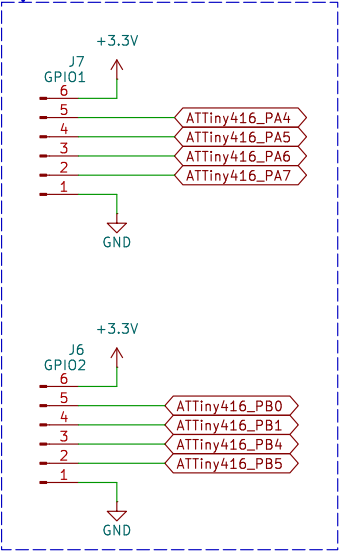 +3.3V
J7
GPIO1
6
5 ATTiny416_PA4
4 ATTiny416_PA5
3 ATTiny416_PA6
2 ATTiny416_PA7
1
GND
+3.3V
J6
GPIO2
6
5 ATTiny416_PB0
4 ATTiny416_PB1
3 ATTiny416_PB4
2 ATTiny416_PB5
1
GND